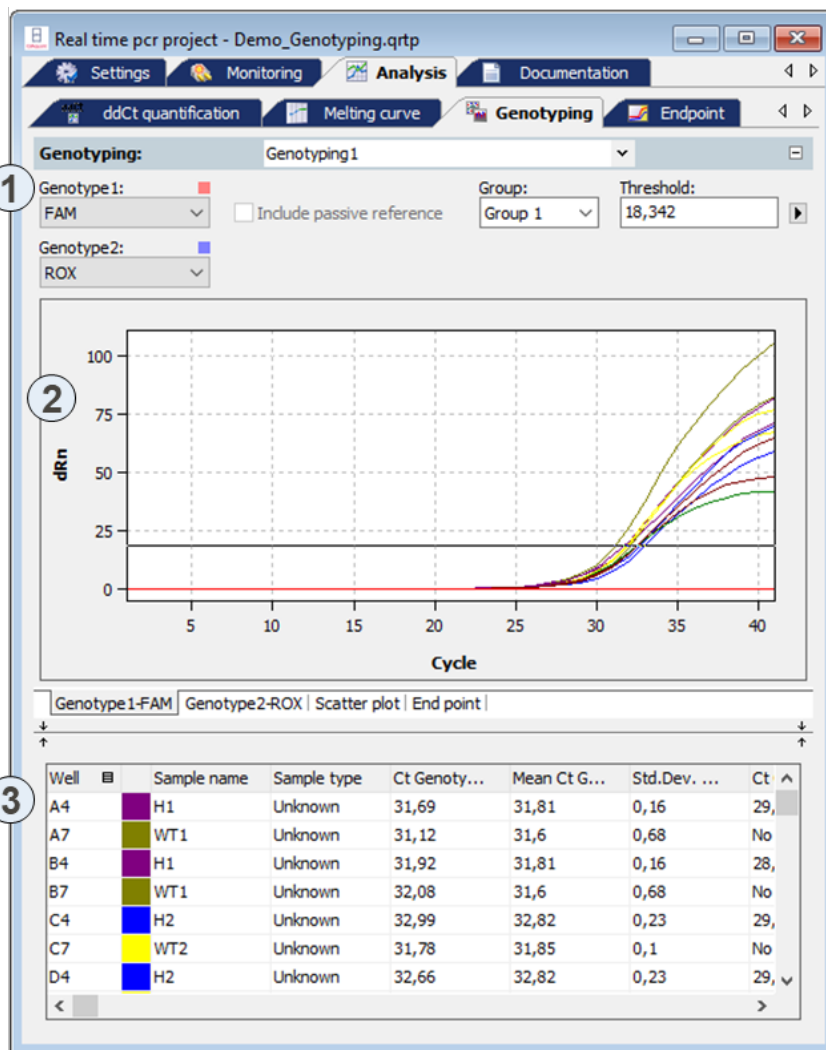 Real time pcr project - Demo_Genotyping.qrtp
Settings Monitoring Analysis Documentation
ddCt quantification Melting curve Genotyping Endpoint
Genotyping: Genotyping1
1
Genotype1: Group: Threshold:
FAM Include passive reference Group 1 18,342
Genotype2:
ROX
2
100
75
50
25
0
dRn
5 10 15 20 25 30 35 40
Cycle
Genotype1-FAM Genotype2-ROX Scatter plot End point
3
Well Sample name Sample type Ct Genoty... Mean Ct G... Std.Dev. ... Ct
A4 H1 Unknown 31,69 31,81 0,16 29,
A7 WT1 Unknown 31,12 31,6 0,68 No
B4 H1 Unknown 31,92 31,81 0,16 28,
B7 WT1 Unknown 32,08 31,6 0,68 No
C4 H2 Unknown 32,99 32,82 0,23 29,
C7 WT2 Unknown 31,78 31,85 0,1 No
D4 H2 Unknown 32,66 32,82 0,23 29,